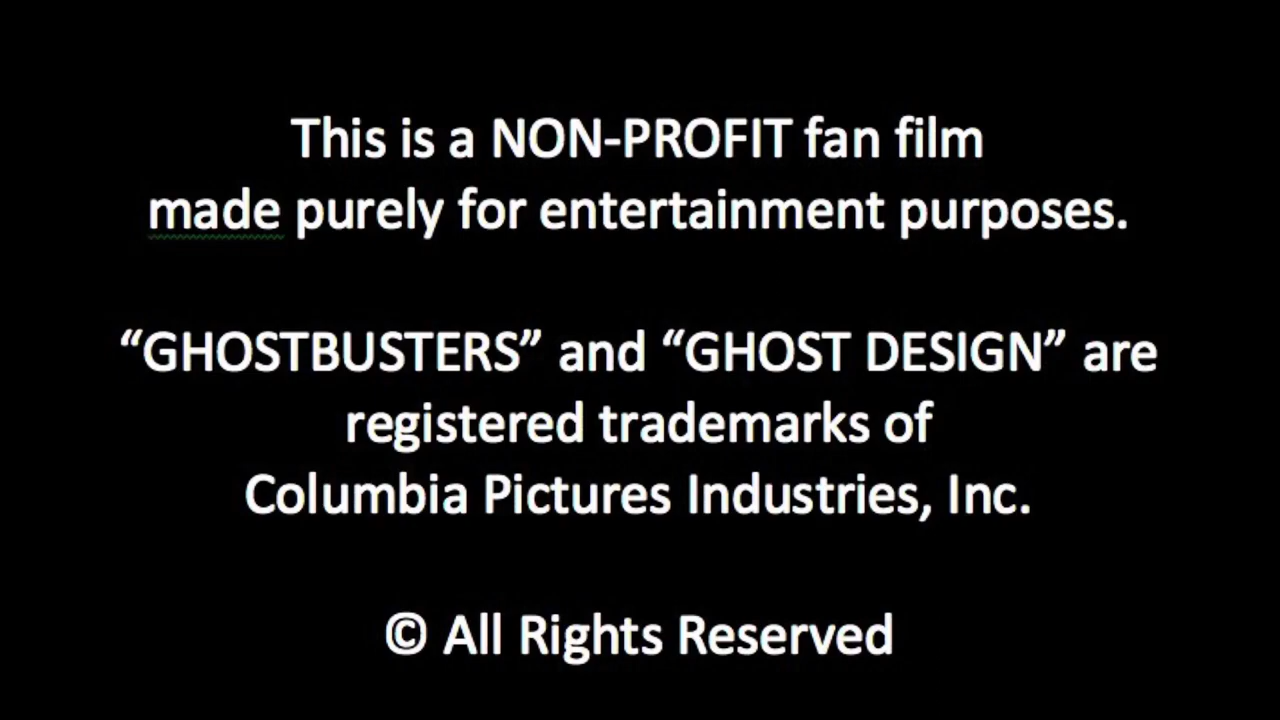 This is a NON-PROFIT fan film
made purely for entertainment purposes.
“GHOSTBUSTERS” and “GHOST DESIGN” are
registered trademarks of
Columbia Pictures Industries, Inc.
© All Rights Reserved